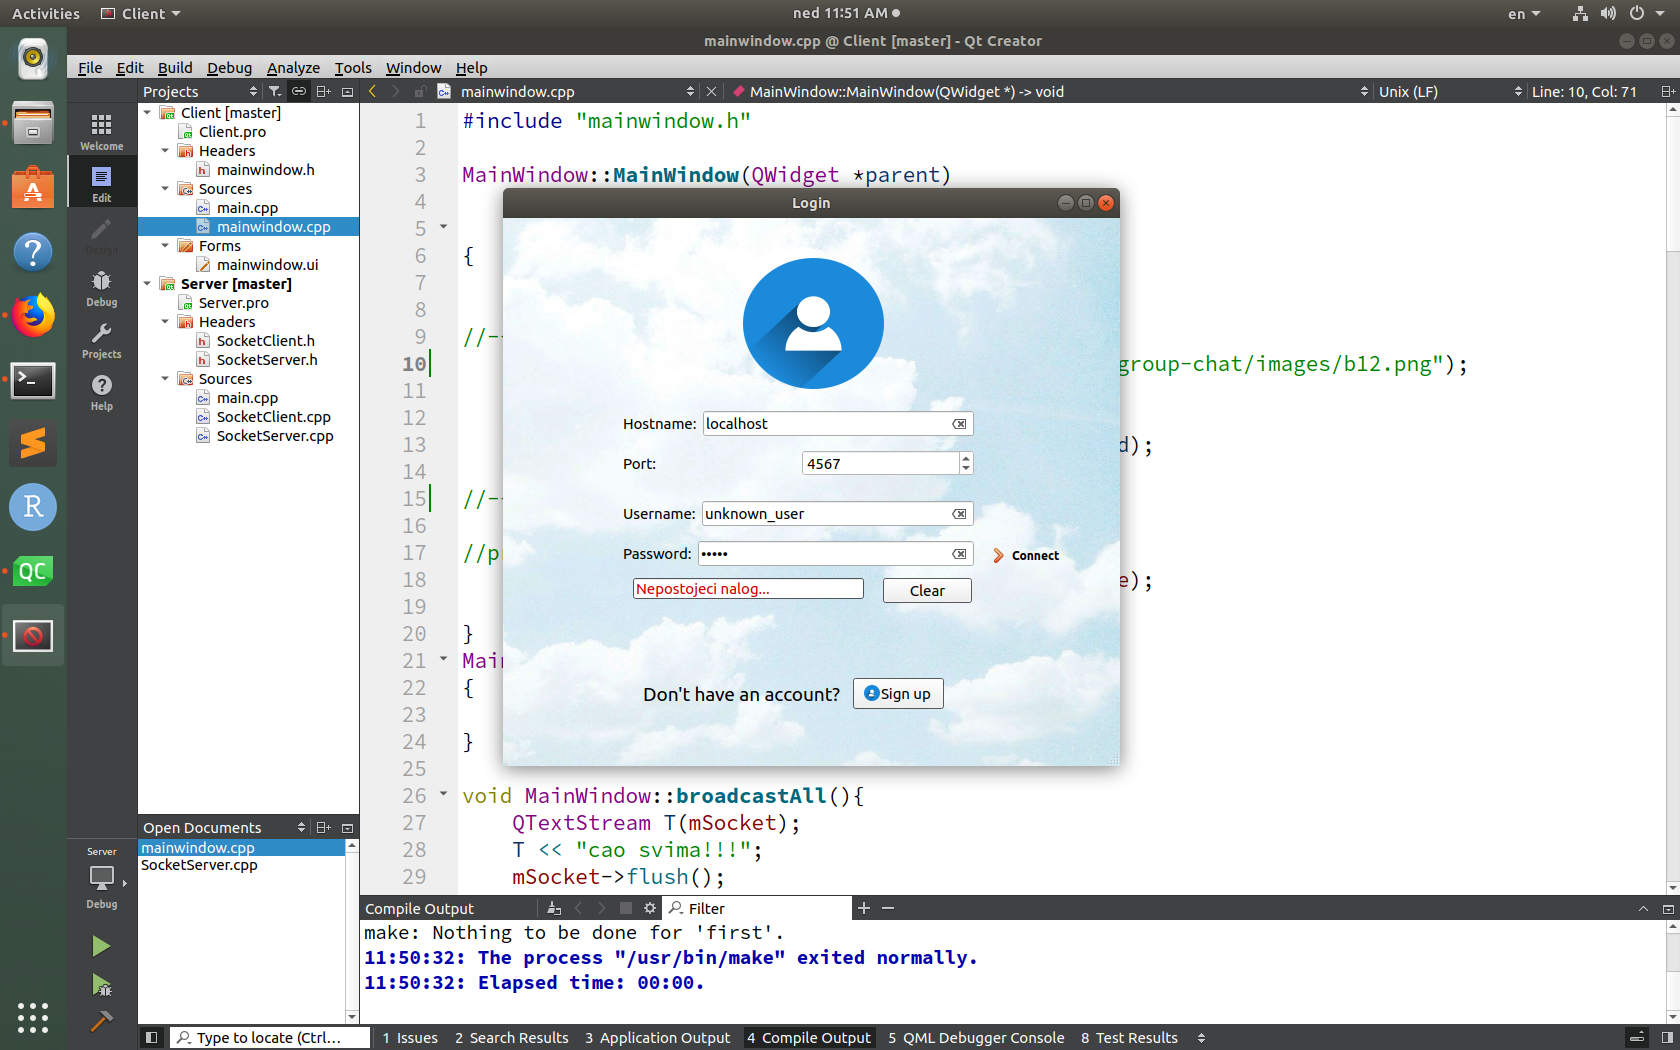 Activities
Client
ned 11:51 AM
en
mainwindow.cpp @ Client [master] - Qt Creator
File Edit Build Debug Analyze Tools Window Help
Projects
mainwindow.cpp
MainWindow::MainWindow(QWidget *) -> void
Unix (LF)
Line: 10, Col: 71
Welcome
Edit
Design
Debug
Projects
Help
Client [master]
Client.pro
Headers
mainwindow.h
Sources
main.cpp
mainwindow.cpp
Forms
mainwindow.ui
Server [master]
Server.pro
Headers
SocketClient.h
SocketServer.h
Sources
main.cpp
SocketClient.cpp
SocketServer.cpp
1 #include "mainwindow.h"
2
3 MainWindow::MainWindow(QWidget *parent)
4
5
6 {
7
8
9 //--
10 group-chat/images/b12.png");
11
12
13 d);
14
15 //--
16
17 //p
18 e);
19
20 }
21 Mai
22 {
23
24 }
25
26 void MainWindow::broadcastAll(){
27 QTextStream T(mSocket);
28 T << "cao svima!!!";
29 mSocket->flush();
Login
Hostname: localhost
Port: 4567
Username: unknown_user
Password: •••••
Connect
Nepostojeci nalog...
Clear
Don't have an account?
Sign up
Open Documents
mainwindow.cpp
SocketServer.cpp
Server
Debug
R
QC
Compile Output
Filter
make: Nothing to be done for 'first'.
11:50:32: The process "/usr/bin/make" exited normally.
11:50:32: Elapsed time: 00:00.
Type to locate (Ctrl...
1 Issues
2 Search Results
3 Application Output
4 Compile Output
5 QML Debugger Console
8 Test Results